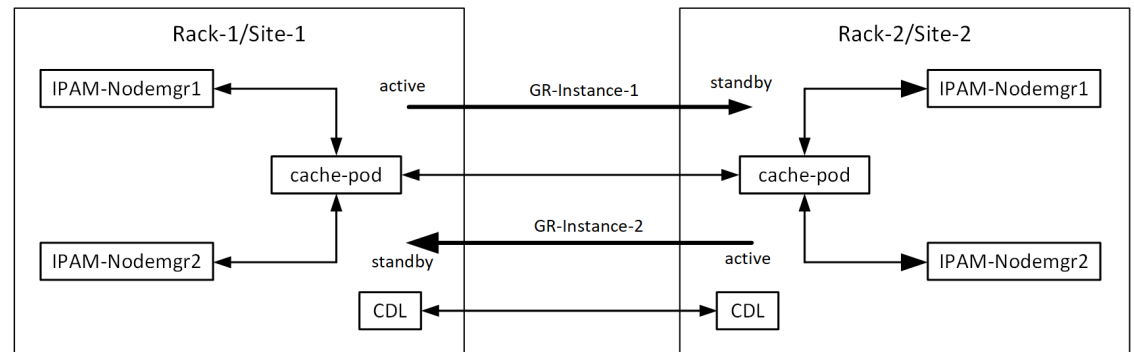 Rack-1/Site-1
Rack-2/Site-2
IPAM-Nodemgr1
active
GR-Instance-1
standby
IPAM-Nodemgr1
cache-pod
cache-pod
GR-Instance-2
IPAM-Nodemgr2
standby
active
IPAM-Nodemgr2
CDL
CDL